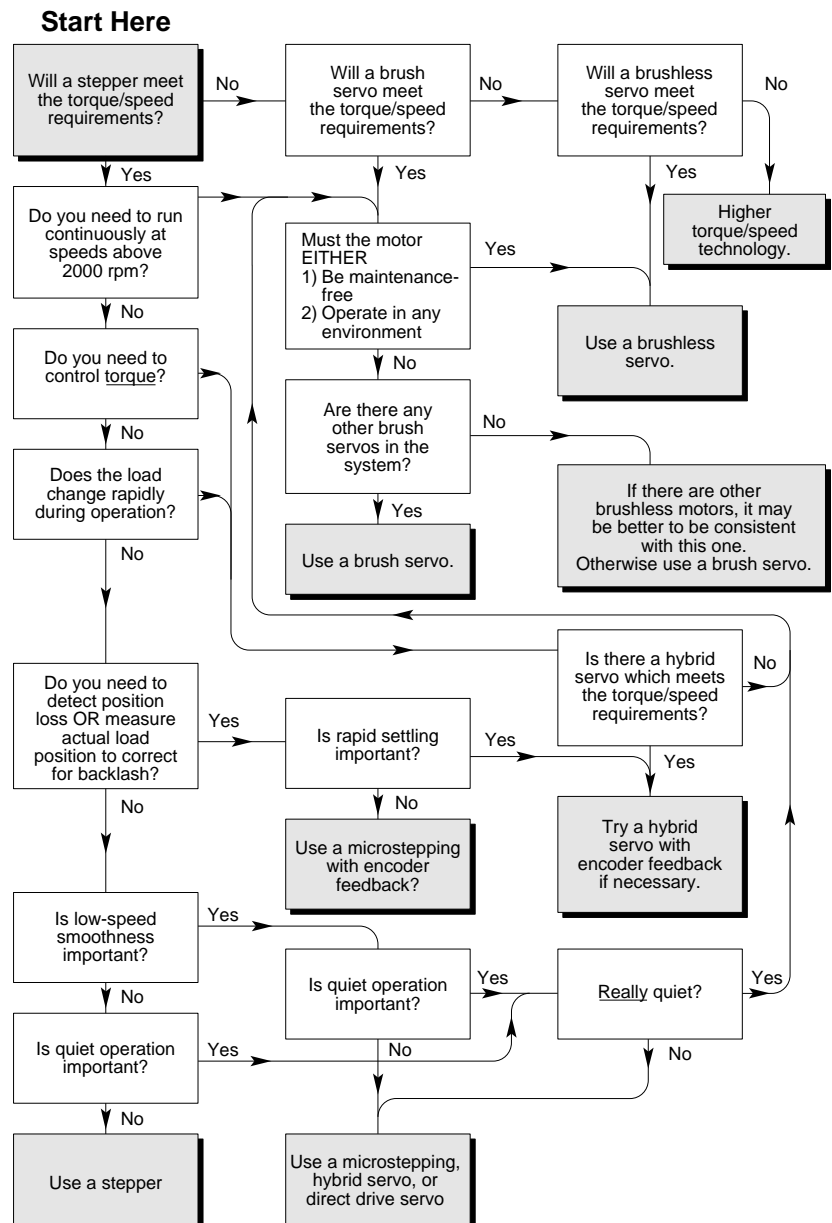 Start Here
Will a stepper meet
the torque/speed
requirements?
No
Will a brush
servo meet
the torque/speed
requirements?
No
Will a brushless
servo meet
the torque/speed
requirements?
No
Yes
Yes
Yes
Do you need to run
continuously at
speeds above
2000 rpm?
Must the motor
EITHER
1) Be maintenance-
free
2) Operate in any
environment
Yes
Higher
torque/speed
technology.
No
Use a brushless
servo.
Do you need to
control torque?
No
No
Are there any
other brush
servos in the
system?
No
Does the load
change rapidly
during operation?
Yes
If there are other
brushless motors, it may
be better to be consistent
with this one.
Otherwise use a brush servo.
No
Use a brush servo.
Is there a hybrid
servo which meets
the torque/speed
requirements?
No
Do you need to
detect position
loss OR measure
actual load
position to correct
for backlash?
Yes
Is rapid settling
important?
Yes
Yes
No
No
Use a microstepping
with encoder
feedback?
Try a hybrid
servo with
encoder feedback
if necessary.
Is low-speed
smoothness
important?
Yes
Is quiet operation
important?
Yes
Really quiet?
Yes
No
Is quiet operation
important?
Yes
No
No
No
Use a stepper
Use a microstepping,
hybrid servo, or
direct drive servo